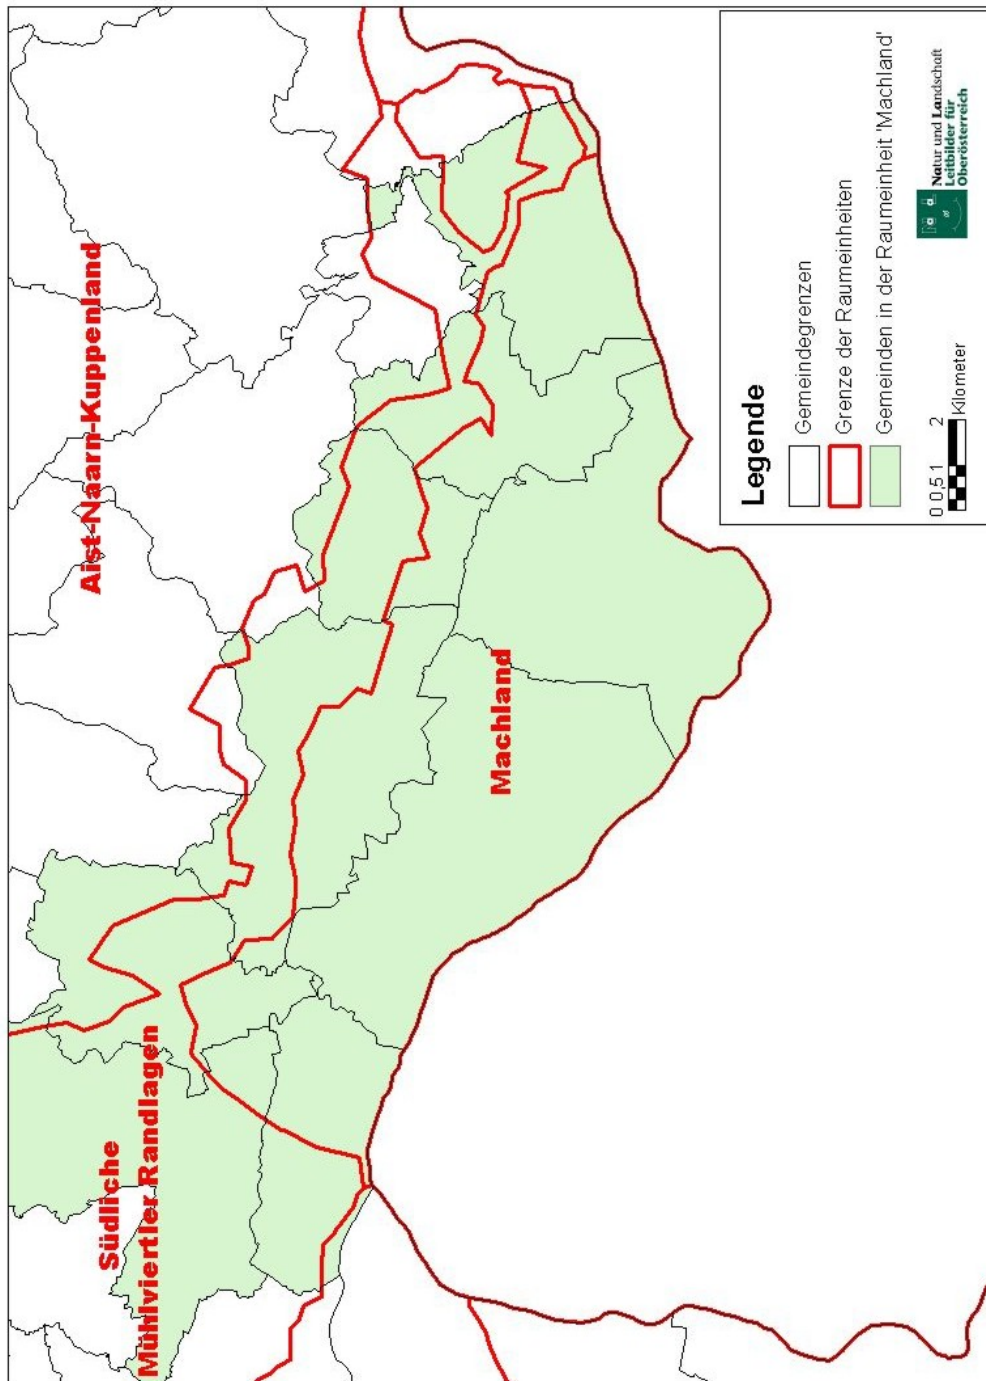 Aist-Naarn-Kuppenland
Südliche
Mühlviertler Randlagen
Machland
Legende
Gemeindegrenzen
Grenze der Raumeinheiten
Gemeinden in der Raumeinheit 'Machland'
0 0,5 1 2
Kilometer
Natur und Landschaft
Leitbilder für
Oberösterreich